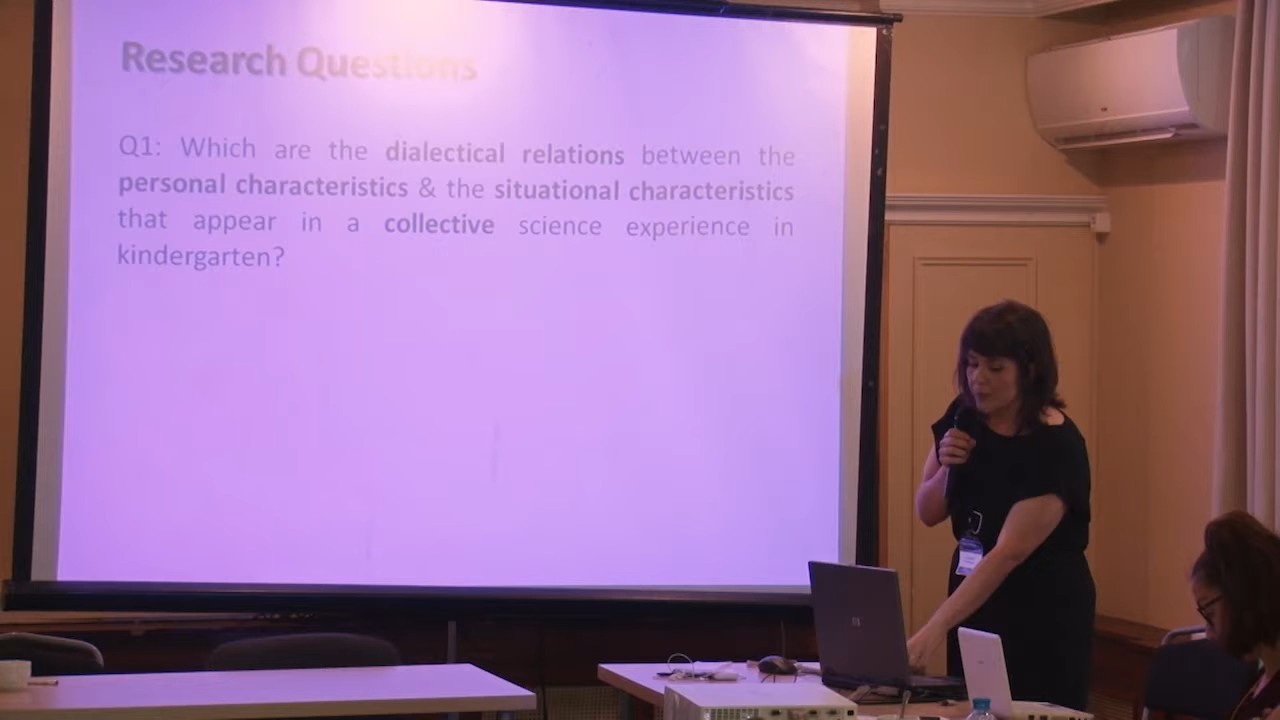 Research Questions
Q1: Which are the dialectical relations between the
personal characteristics & the situational characteristics
that appear in a collective science experience in
kindergarten?